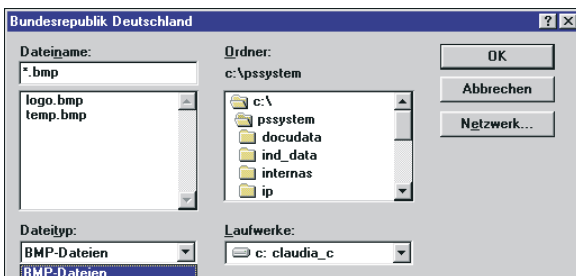 Bundesrepublik Deutschland
Dateiname:
*.bmp
logo.bmp
temp.bmp
Dateityp:
BMP-Dateien
BMP-Dateien
Ordner:
c:\pssystem
c:\
pssystem
docudata
ind_data
internas
ip
Laufwerke:
c: claudia_c
OK
Abbrechen
Netzwerk...